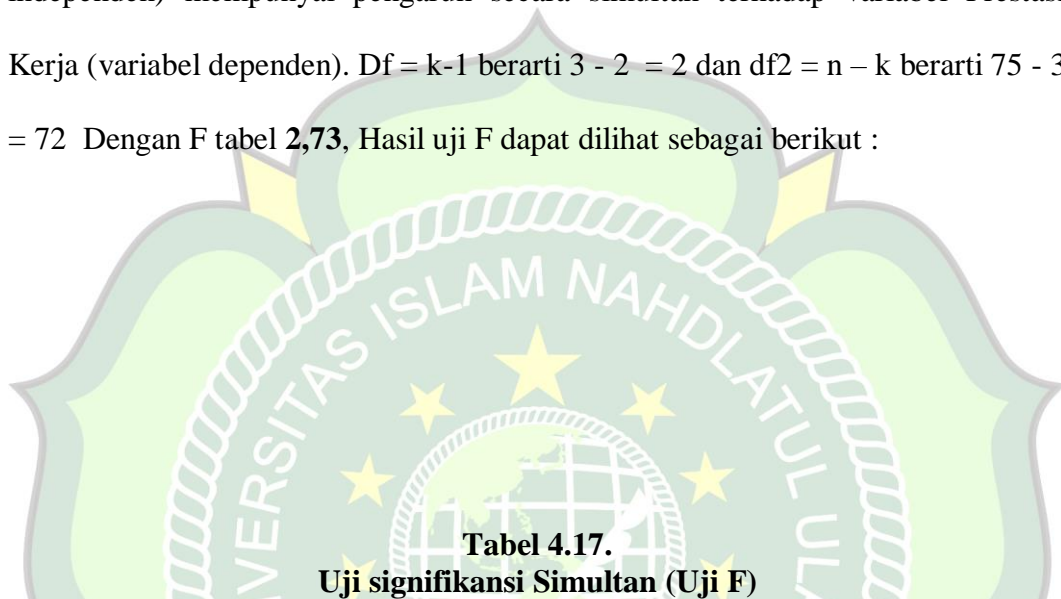 independen) mempunyai pengaruh secara simultan terhadap variabel Prestasi
Kerja (variabel dependen). Df = k-1 berarti 3 - 2 = 2 dan df2 = n – k berarti 75 - 3
= 72 Dengan F tabel 2,73, Hasil uji F dapat dilihat sebagai berikut :
UNIVERSITAS ISLAM NAHDLATUL UL
Tabel 4.17.
Uji signifikansi Simultan (Uji F)